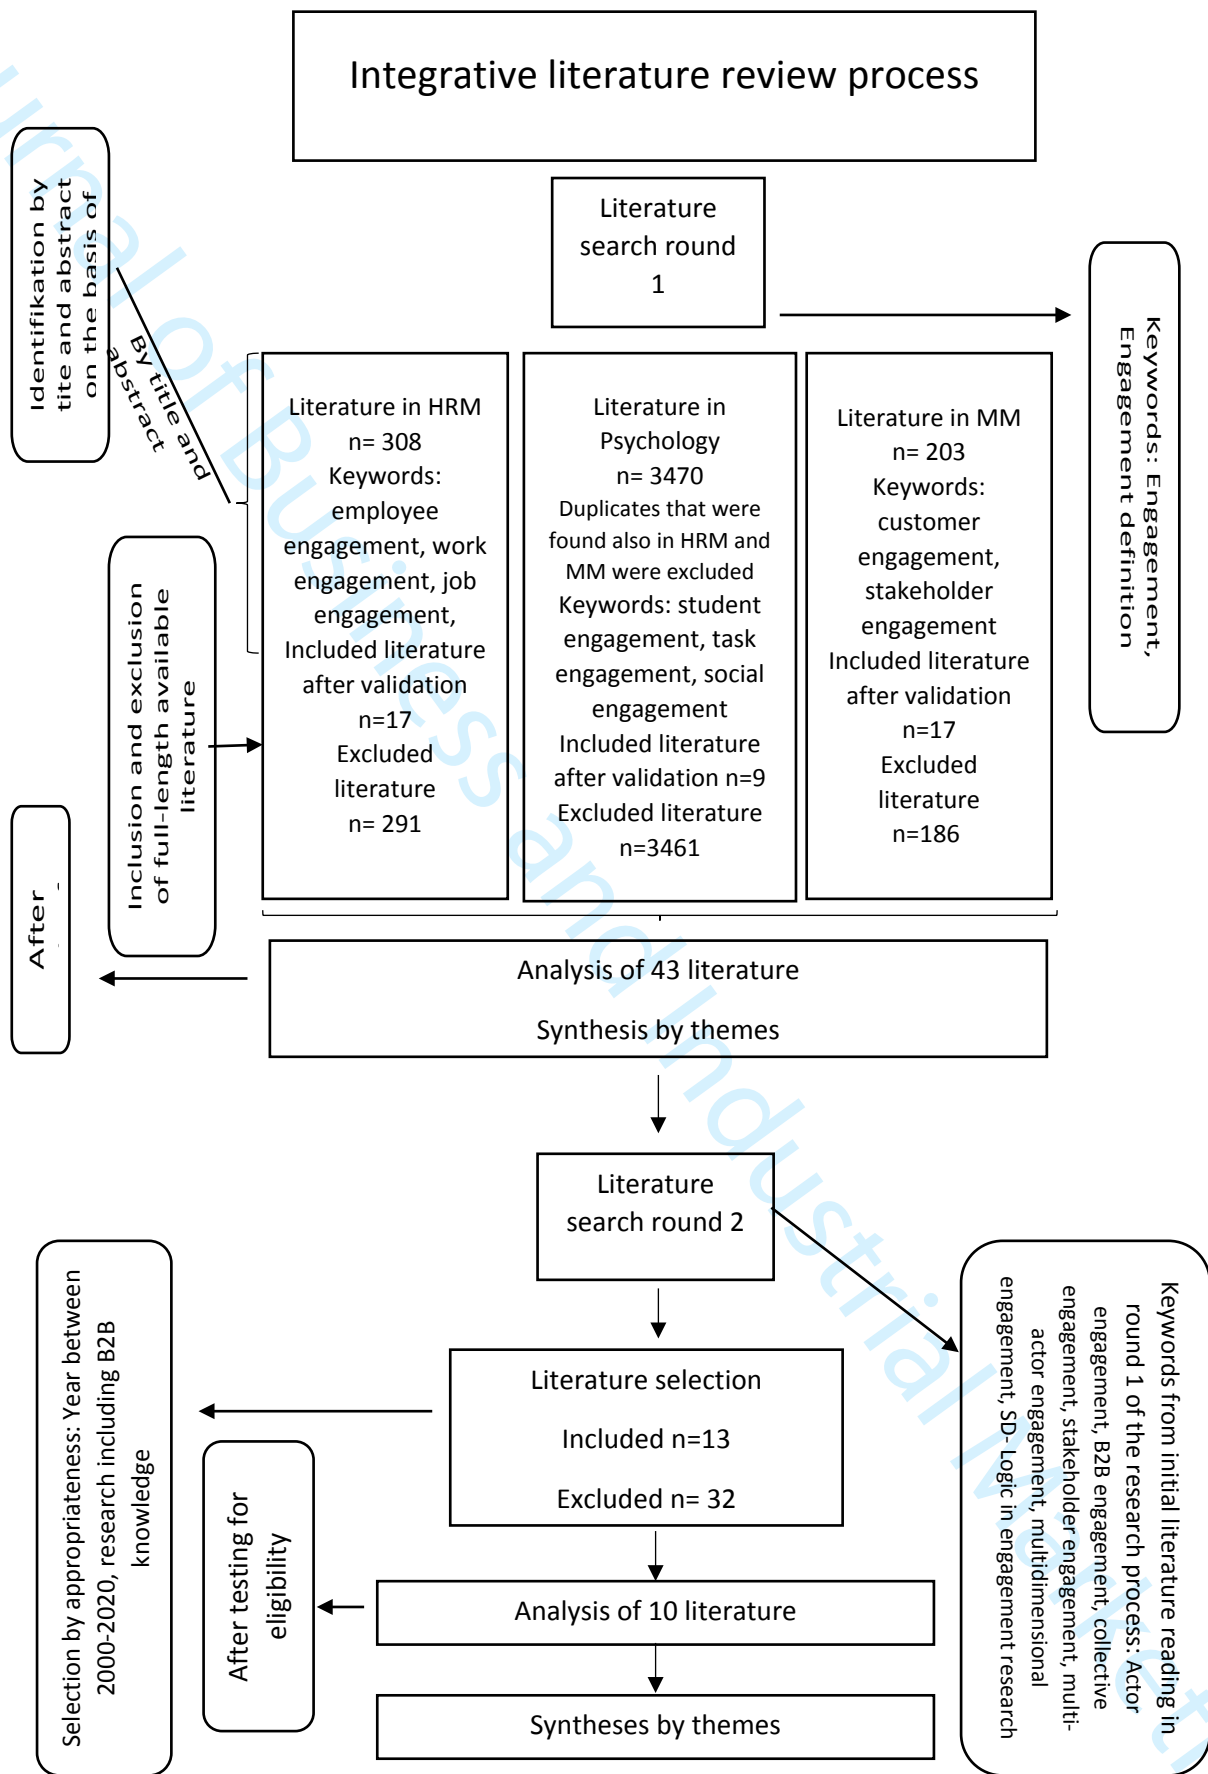 Integrative literature review process
Literature
search round
1
Identifikation by
tite and abstract
on the basis of
By title and
abstract
Keywords: Engagement,
Engagement definition
Literature in HRM
n= 308
Keywords:
employee
engagement, work
engagement, job
engagement,
Included literature
after validation
n=17
Excluded
literature
n= 291
Literature in
Psychology
n= 3470
Duplicates that were
found also in HRM and
MM were excluded
Keywords: student
engagement, task
engagement, social
engagement
Included literature
after validation n=9
Excluded literature
n=3461
Literature in MM
n= 203
Keywords:
customer
engagement,
stakeholder
engagement
Included literature
after validation
n=17
Excluded
literature
n=186
Inclusion and exclusion
of full-length available
literature
After
Analysis of 43 literature
Synthesis by themes
Literature
search round 2
Keywords from initial literature reading in
round 1 of the research process: Actor
engagement, B2B engagement, collective
engagement, stakeholder engagement, multi-
actor engagement, multidimensional
engagement, SD- Logic in engagement research
Literature selection
Included n=13
Excluded n= 32
Selection by appropriateness: Year between
2000-2020, research including B2B
knowledge
After testing for
eligibility
Analysis of 10 literature
Syntheses by themes
urnal of Business and Industrial Marketi